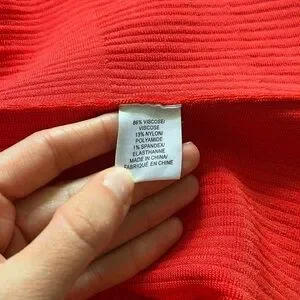 86% VISCOSE/
VISCOSE
13% NYLON/
POLYAMIDE
1% SPANDEX/
ELASTHANNE
MADE IN CHINA/
FABRIQUÉ EN CHINE